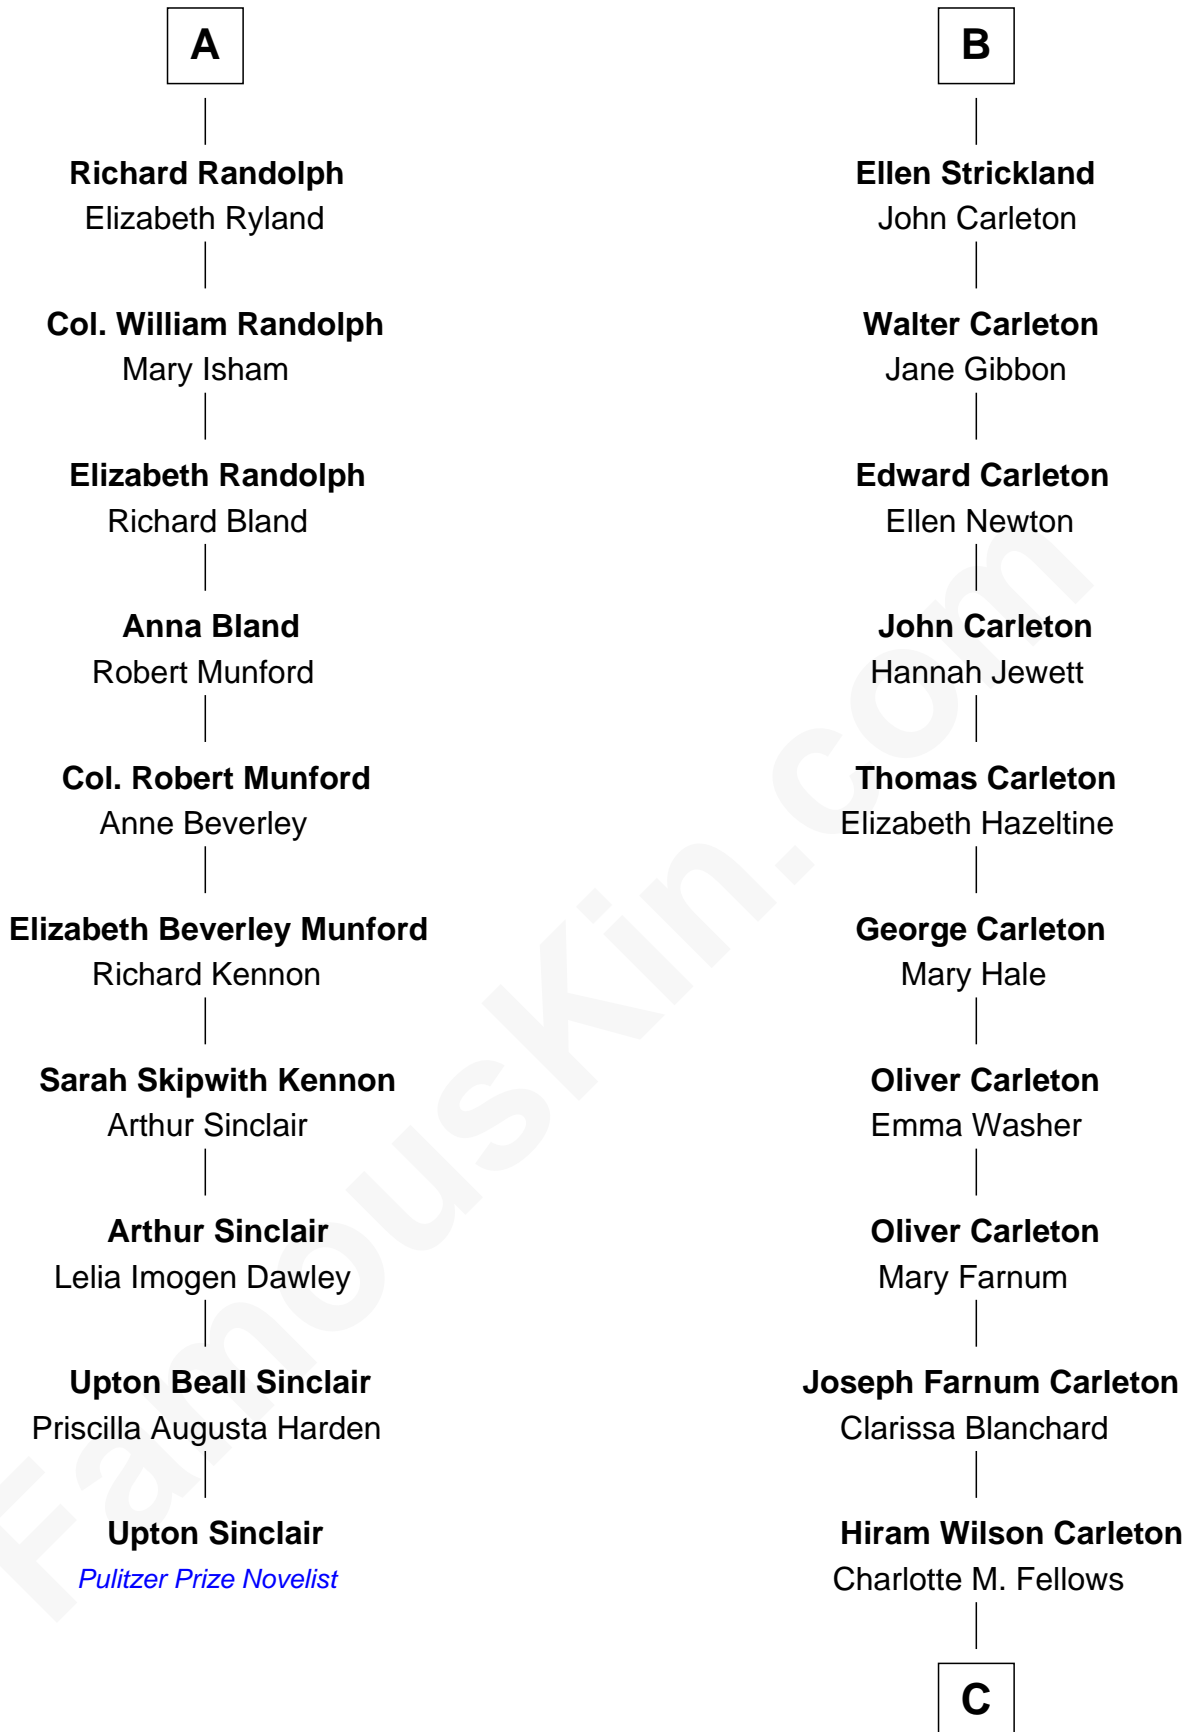 A
Richard Randolph
Elizabeth Ryland
Col. William Randolph
Mary Isham
Elizabeth Randolph
Richard Bland
Anna Bland
Robert Munford
Col. Robert Munford
Anne Beverley
Elizabeth Beverley Munford
Richard Kennon
Sarah Skipwith Kennon
Arthur Sinclair
Arthur Sinclair
Lelia Imogen Dawley
Upton Beall Sinclair
Priscilla Augusta Harden
Upton Sinclair
Pulitzer Prize Novelist
B
Ellen Strickland
John Carleton
Walter Carleton
Jane Gibbon
Edward Carleton
Ellen Newton
John Carleton
Hannah Jewett
Thomas Carleton
Elizabeth Hazeltine
George Carleton
Mary Hale
Oliver Carleton
Emma Washer
Oliver Carleton
Mary Farnum
Joseph Farnum Carleton
Clarissa Blanchard
Hiram Wilson Carleton
Charlotte M. Fellows
C
FamousKin.com